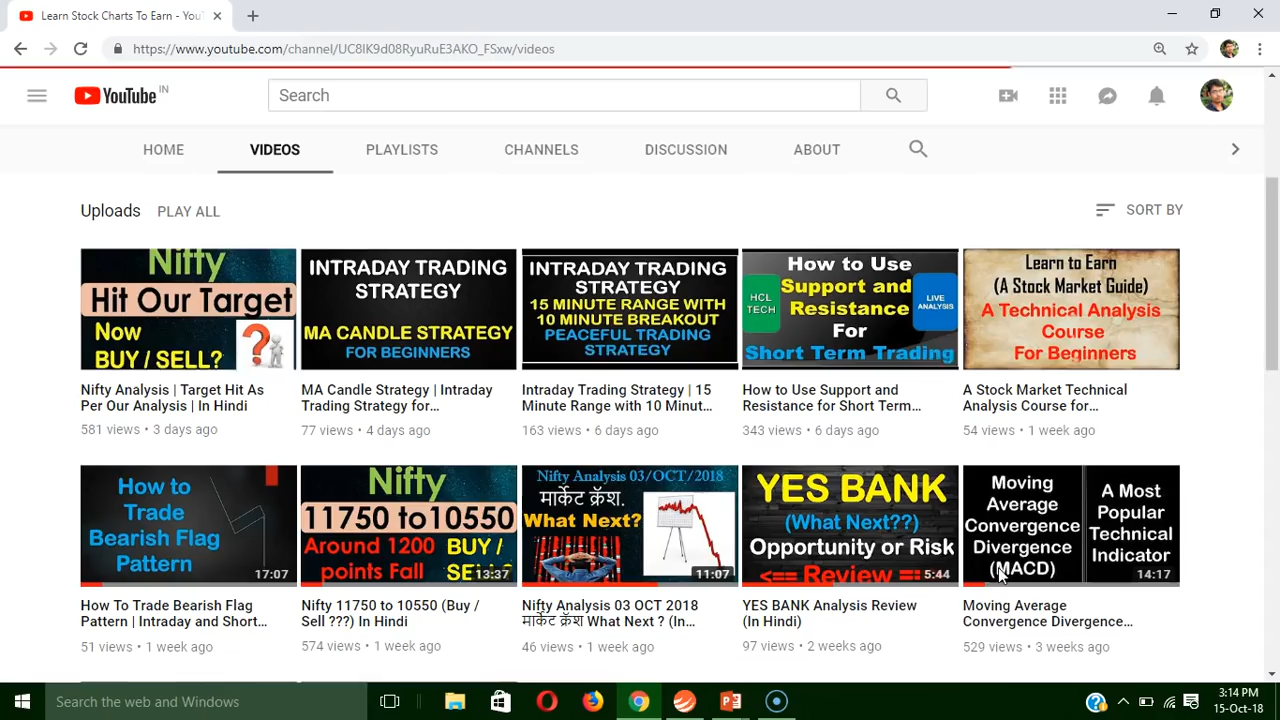 Learn Stock Charts To Earn - YouT
https://www.youtube.com/channel/UC8lK9d08RyuRuE3AKO_FSxw/videos
YouTube IN
Search
HOME VIDEOS PLAYLISTS CHANNELS DISCUSSION ABOUT
Uploads PLAY ALL SORT BY
Nifty
Hit Our Target
Now
BUY / SELL?
INTRADAY TRADING
STRATEGY
MA CANDLE STRATEGY
FOR BEGINNERS
INTRADAY TRADING
STRATEGY
15 MINUTE RANGE WITH
10 MINUTE BREAKOUT
PEACEFUL TRADING
STRATEGY
How to Use
Support and
Resistance
For
Short Term Trading
HCL
TECH
LIVE
ANALYSIS
Learn to Earn
(A Stock Market Guide)
A Technical Analysis
Course
For Beginners
Nifty Analysis | Target Hit As
Per Our Analysis | In Hindi
581 views • 3 days ago
MA Candle Strategy | Intraday
Trading Strategy for...
77 views • 4 days ago
Intraday Trading Strategy | 15
Minute Range with 10 Minut...
163 views • 6 days ago
How to Use Support and
Resistance for Short Term...
343 views • 6 days ago
A Stock Market Technical
Analysis Course for...
54 views • 1 week ago
How to
Trade
Bearish Flag
Pattern
17:07
Nifty
11750 to10550
Around 1200
points Fall
BUY /
SELL
13:37
Nifty Analysis 03/OCT/2018
मार्केट क्रॅश.
What Next?
11:07
YES BANK
(What Next??)
Opportunity or Risk
<== Review ==
5:44
Moving
Average
Convergence
Divergence
(MACD)
A Most
Popular
Technical
Indicator
14:17
How To Trade Bearish Flag
Pattern | Intraday and Short...
51 views • 1 week ago
Nifty 11750 to 10550 (Buy /
Sell ???) In Hindi
574 views • 1 week ago
Nifty Analysis 03 OCT 2018
मार्केट क्रॅश What Next ? (In...
46 views • 1 week ago
YES BANK Analysis Review
(In Hindi)
97 views • 2 weeks ago
Moving Average
Convergence Divergence...
529 views • 3 weeks ago
Search the web and Windows
3:14 PM
15-Oct-18